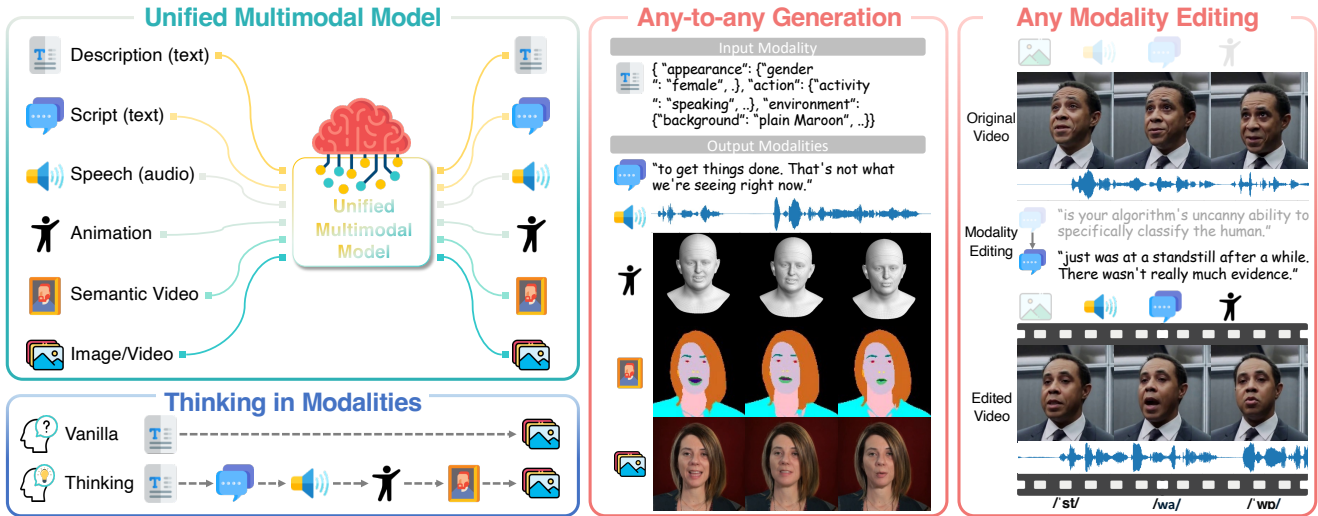 Unified Multimodal Model
Description (text)
Script (text)
Speech (audio)
Animation
Semantic Video
Image/Video
Unified
Multimodal
Model
Thinking in Modalities
Vanilla
Thinking
Any-to-any Generation
Input Modality
{ “appearance”: {“gender
”: “female”, .}, “action”: {“activity
”: “speaking”, ..}, “environment”:
{“background”: “plain Maroon”, ..}}
Output Modalities
“to get things done. That's not what
we're seeing right now.”
Any Modality Editing
Original
Video
Modality
Editing
“is your algorithm's uncanny ability to
specifically classify the human.”
“just was at a standstill after a while.
There wasn't really much evidence.”
Edited
Video
/ˈst/ /wa/ /ˈwɒ/